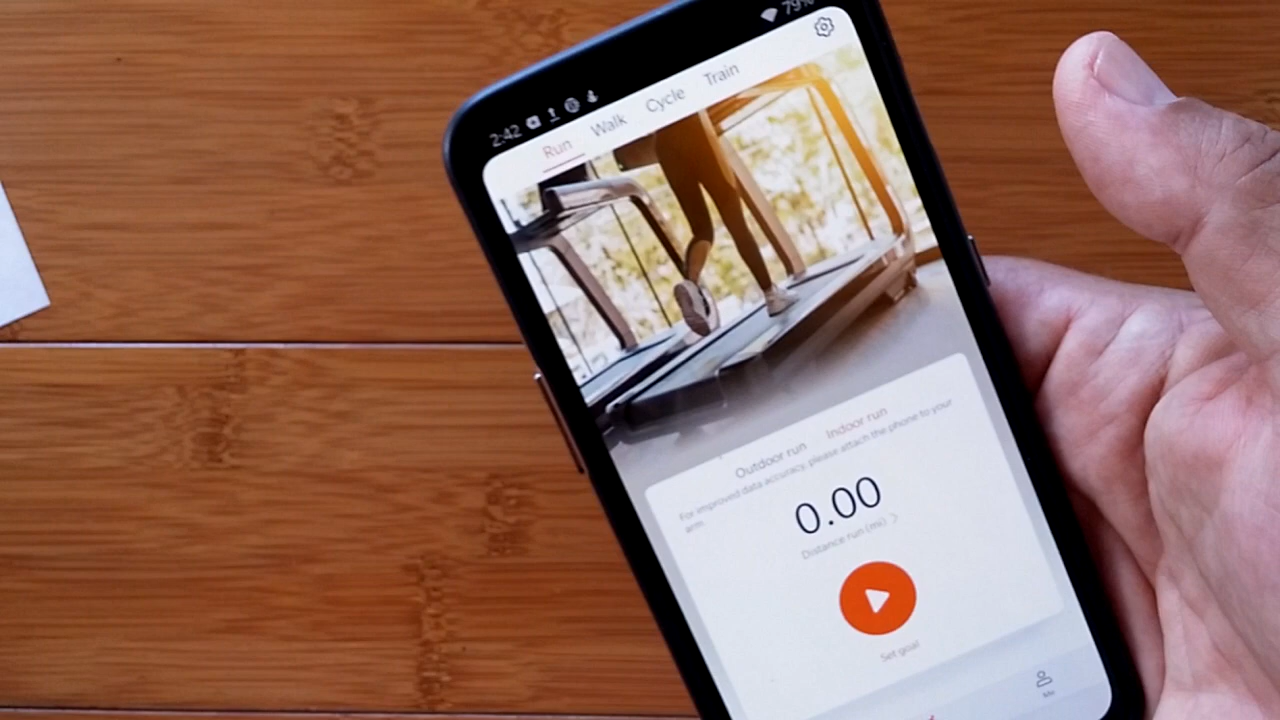 2:42 79%
Run Walk Cycle Train
Outdoor run Indoor run
For improved data accuracy, please attach the phone to your
arm
0.00
Distance run (mi) >
Set goal
Me